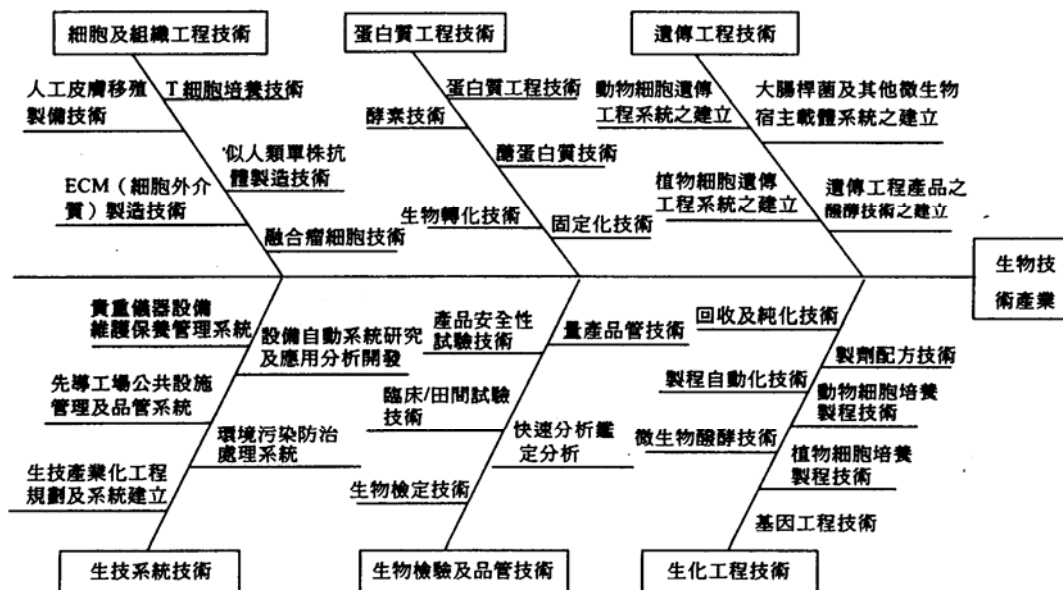 細胞及組織工程技術
蛋白質工程技術
遺傳工程技術
人工皮膚移殖
製備技術
T細胞培養技術
ECM（細胞外介
質）製造技術
似人類單株抗
體製造技術
融合瘤細胞技術
蛋白質工程技術
酵素技術
醣蛋白質技術
生物轉化技術
固定化技術
動物細胞遺傳
工程系統之建立
大腸桿菌及其他微生物
宿主載體系統之建立
植物細胞遺傳
工程系統之建立
遺傳工程產品之
醱酵技術之建立
生物技
術產業
貴重儀器設備
維護保養管理系統
設備自動系統研究
及應用分析開發
先導工場公共設施
管理及品管系統
環境污染防治
處理系統
生技產業化工程
規劃及系統建立
產品安全性
試驗技術
量產品管技術
臨床/田間試驗
技術
快速分析鑑
定分析
生物檢定技術
回收及純化技術
製劑配方技術
製程自動化技術
動物細胞培養
製程技術
微生物醱酵技術
植物細胞培養
製程技術
基因工程技術
生技系統技術
生物檢驗及品管技術
生化工程技術